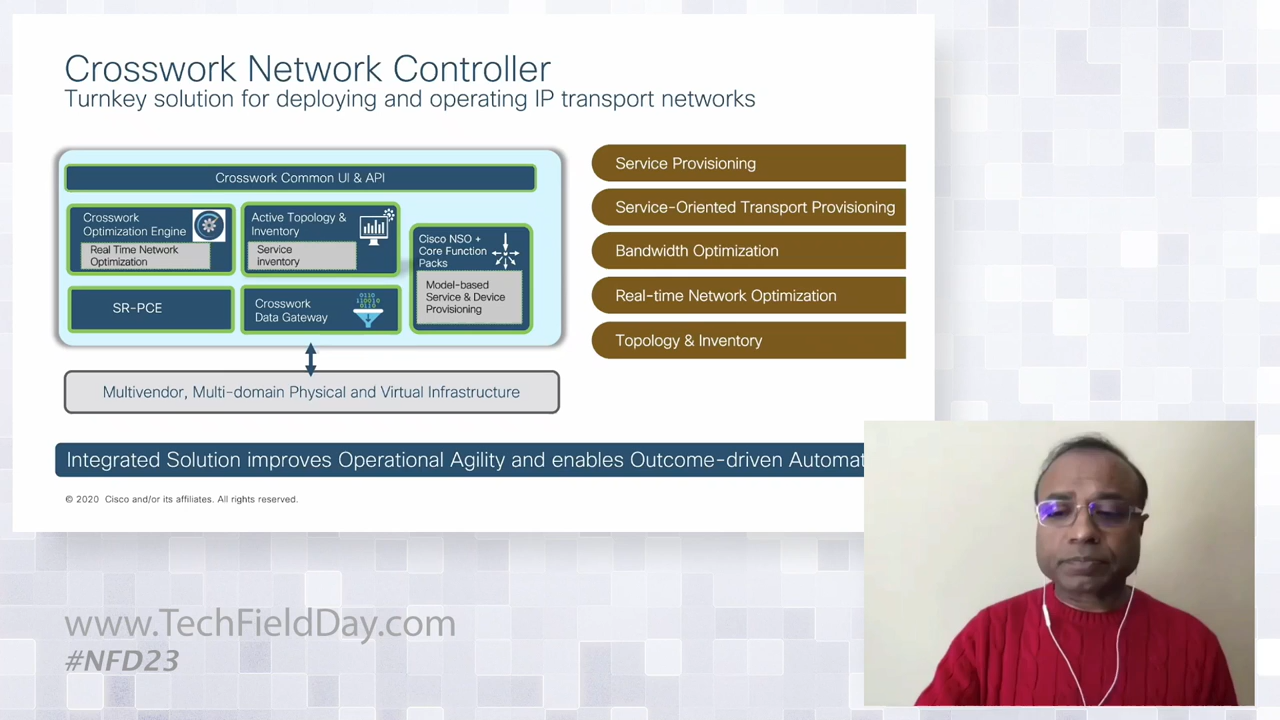 Crosswork Network Controller
Turnkey solution for deploying and operating IP transport networks
Crosswork Common UI & API
Crosswork
Optimization Engine
Real Time Network
Optimization
Active Topology &
Inventory
Service
inventory
Cisco NSO +
Core Function
Packs
Model-based
Service & Device
Provisioning
SR-PCE
Crosswork
Data Gateway
0110
110010
0110
Multivendor, Multi-domain Physical and Virtual Infrastructure
Service Provisioning
Service-Oriented Transport Provisioning
Bandwidth Optimization
Real-time Network Optimization
Topology & Inventory
Integrated Solution improves Operational Agility and enables Outcome-driven Automat
© 2020 Cisco and/or its affiliates. All rights reserved.
www.TechFieldDay.com
#NFD23